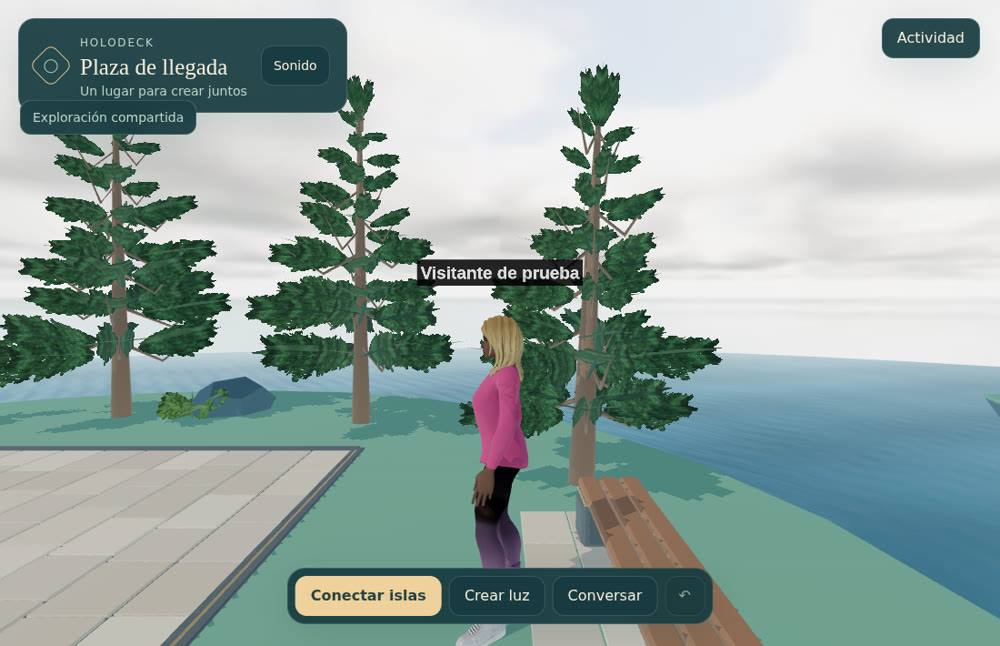 HOLODECK
Plaza de llegada
Un lugar para crear juntos
Sonido
Exploración compartida
Actividad
Visitante de prueba
Conectar islas
Crear luz
Conversar